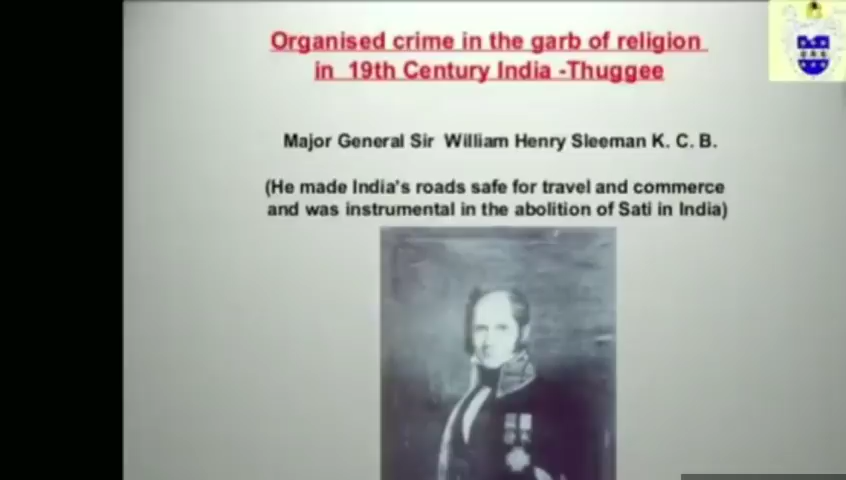 Organised crime in the garb of religion
in 19th Century India -Thuggee
Major General Sir William Henry Sleeman K. C. B.
(He made India's roads safe for travel and commerce
and was instrumental in the abolition of Sati in India)